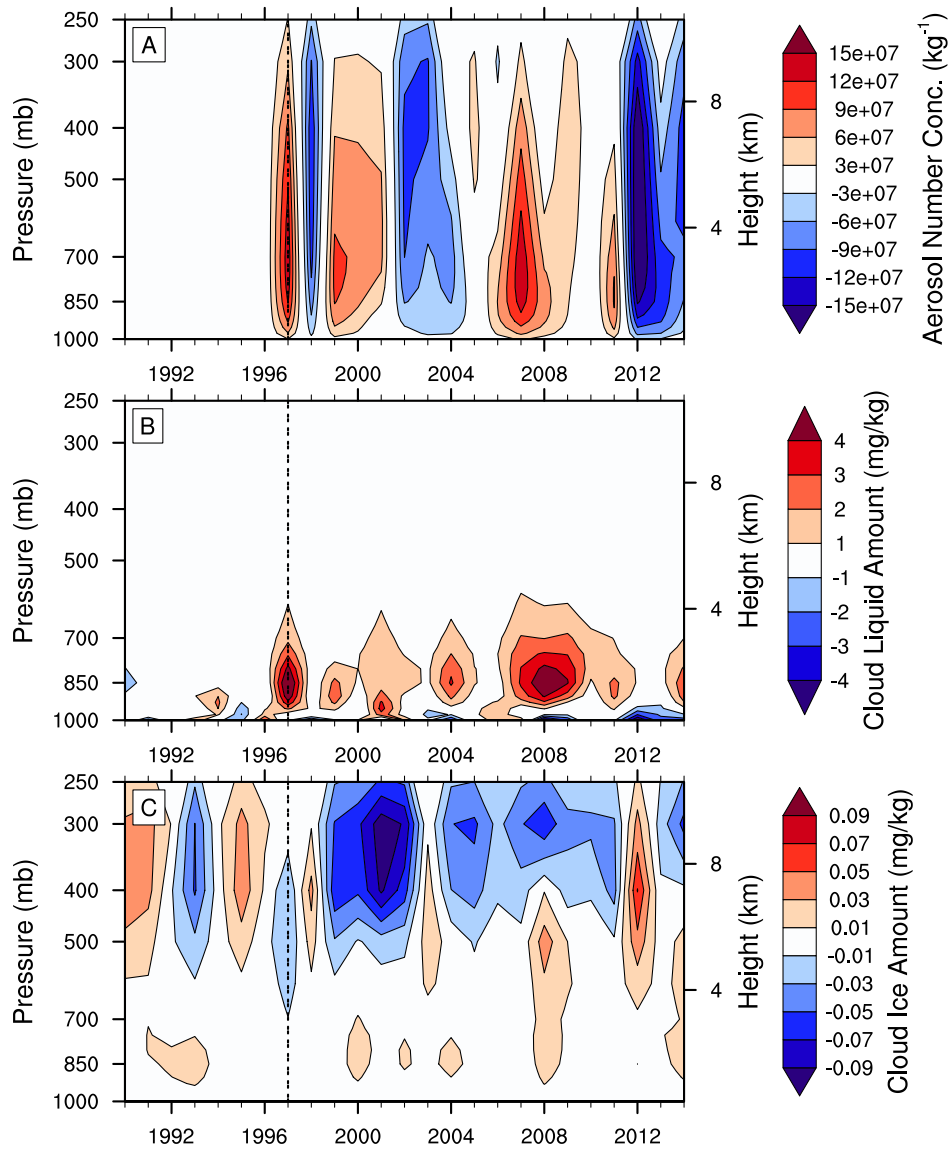 A
250
300
400
500
700
850
1000
Pressure (mb)
8
4
Height (km)
1992
1996
2000
2004
2008
2012
15e+07
12e+07
9e+07
6e+07
3e+07
-3e+07
-6e+07
-9e+07
-12e+07
-15e+07
Aerosol Number Conc. (kg-1)
B
250
300
400
500
700
850
1000
Pressure (mb)
8
4
Height (km)
1992
1996
2000
2004
2008
2012
4
3
2
1
-1
-2
-3
-4
Cloud Liquid Amount (mg/kg)
C
250
300
400
500
700
850
1000
Pressure (mb)
8
4
Height (km)
1992
1996
2000
2004
2008
2012
0.09
0.07
0.05
0.03
0.01
-0.01
-0.03
-0.05
-0.07
-0.09
Cloud Ice Amount (mg/kg)